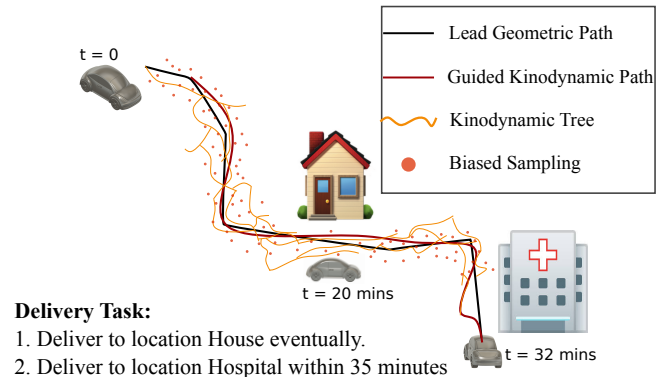 t = 0
Lead Geometric Path
Guided Kinodynamic Path
Kinodynamic Tree
Biased Sampling
t = 20 mins
Delivery Task:
1. Deliver to location House eventually.
2. Deliver to location Hospital within 35 minutes
t = 32 mins